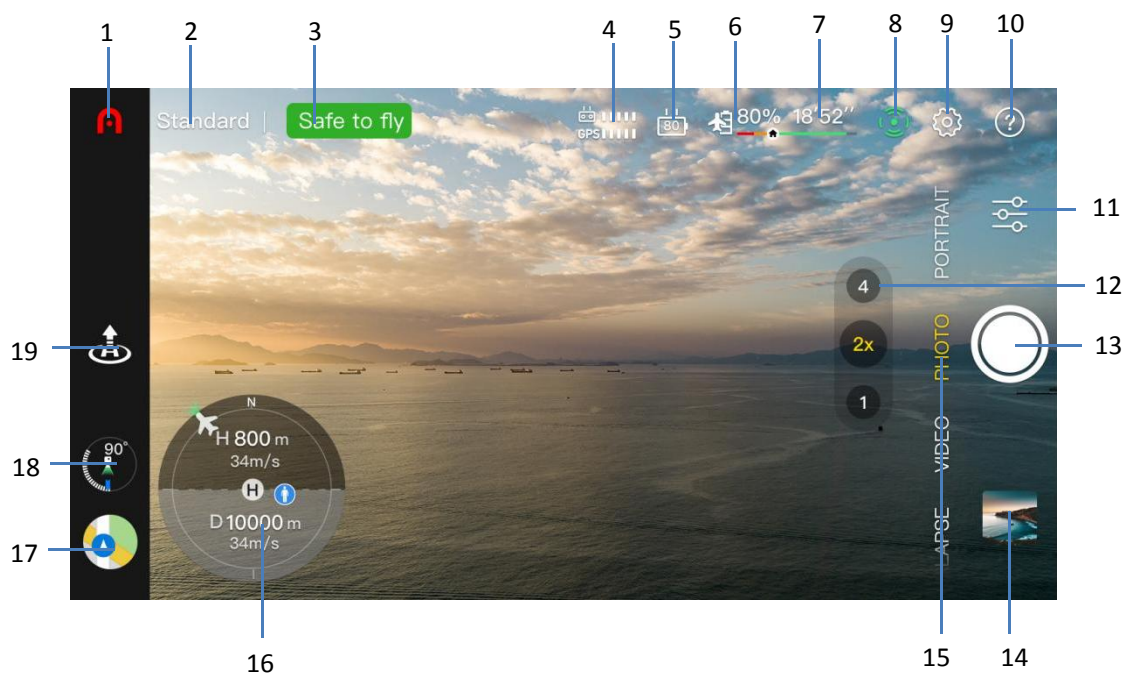 1 2 3 4 5 6 7 8 9 10
Standard | Safe to fly
GPS
80
80% 18'52''
?
PORTRAIT
11
4
12
PHOTO
2x
13
19
1
N
H 800 m
34m/s
90°
18
VIDEO
H
D 10000 m
34m/s
17
LAPSE
16
15
14